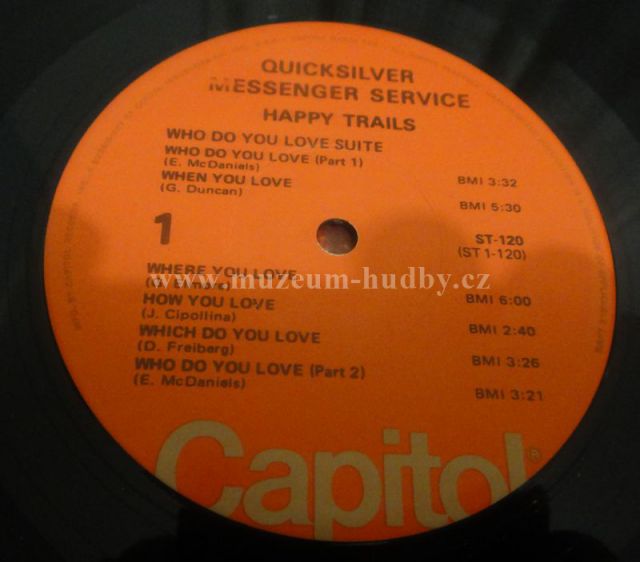 QUICKSILVER
MESSENGER SERVICE
HAPPY TRAILS
WHO DO YOU LOVE SUITE
WHO DO YOU LOVE (Part 1)
(E. McDaniels)
BMI 3:32
WHEN YOU LOVE
(G. Duncan)
BMI 5:30
1
ST-120
(ST 1-120)
WHERE YOU LOVE
www.muzeum-hudby.cz
BMI 6:00
HOW YOU LOVE
(J. Cipollina)
BMI 2:40
WHICH DO YOU LOVE
(D. Freiberg)
BMI 3:26
WHO DO YOU LOVE (Part 2)
(E. McDaniels)
BMI 3:21
Capitol®